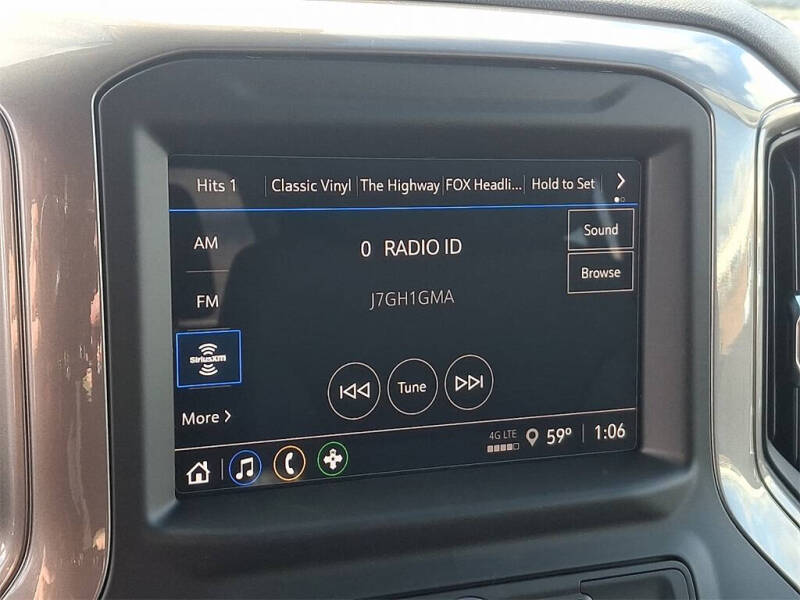 Hits 1 Classic Vinyl The Highway FOX Headli... Hold to Set
AM
0 RADIO ID
Sound
Browse
FM
J7GH1GMA
SiriusXM
Tune
More
4G LTE 59° 1:06